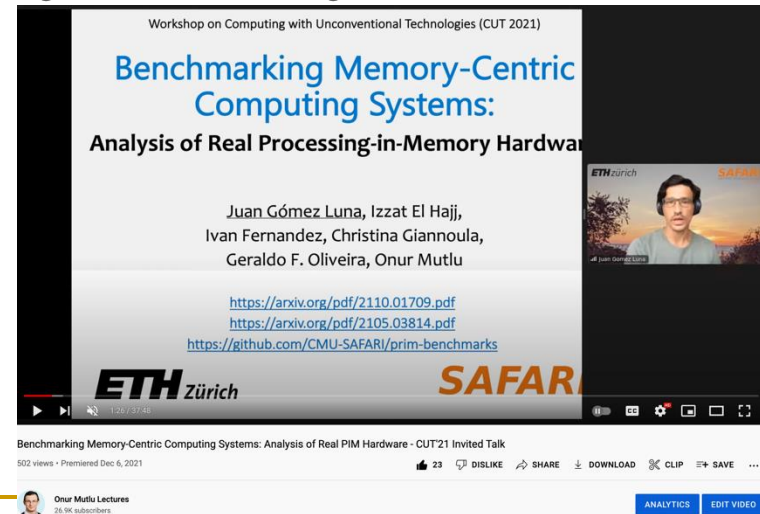 Workshop on Computing with Unconventional Technologies (CUT 2021)
Benchmarking Memory-Centric
Computing Systems:
Analysis of Real Processing-in-Memory Hardwar
ETHzürich SAFARI
Juan Gomez Luna
Juan Gómez Luna, Izzat El Hajj,
Ivan Fernandez, Christina Giannoula,
Geraldo F. Oliveira, Onur Mutlu
https://arxiv.org/pdf/2110.01709.pdf
https://arxiv.org/pdf/2105.03814.pdf
https://github.com/CMU-SAFARI/prim-benchmarks
ETH Zürich SAFARI
1:26 / 37:48
Benchmarking Memory-Centric Computing Systems: Analysis of Real PIM Hardware - CUT'21 Invited Talk
502 views • Premiered Dec 6, 2021 23 DISLIKE SHARE DOWNLOAD CLIP SAVE
Onur Mutlu Lectures ANALYTICS EDIT VIDEO
26.9K subscribers